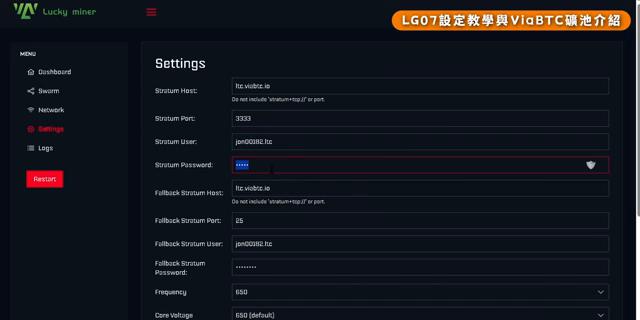 Lucky miner
LG07設定教學與ViaBTC礦池介紹
MENU
Dashboard
Swarm
Network
Settings
Logs
Restart
Settings
Stratum Host:
ltc.viabtc.io
Do not include 'stratum+tcp://' or port.
Stratum Port:
3333
Stratum User:
jon00182.ltc
Stratum Password:
•••••
Fallback Stratum Host:
ltc.viabtc.io
Do not include 'stratum+tcp://' or port.
Fallback Stratum Port:
25
Fallback Stratum User:
jon00182.ltc
Fallback Stratum
Password:
••••••••
Frequency
650
Core Voltage
650 (default)